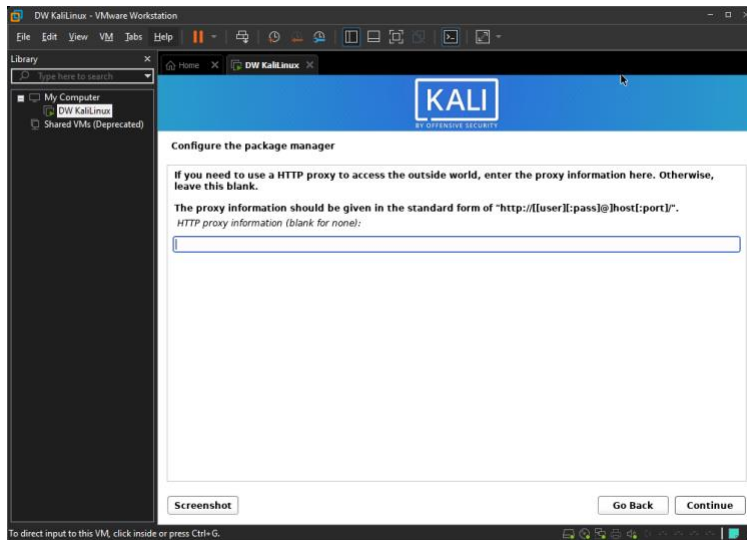 DW KaliLinux - VMware Workstation
File Edit View VM Tabs Help
Library
Type here to search
Home
DW KaliLinux
My Computer
DW KaliLinux
Shared VMs (Deprecated)
KALI
BY OFFENSIVE SECURITY
Configure the package manager
If you need to use a HTTP proxy to access the outside world, enter the proxy information here. Otherwise,
leave this blank.
The proxy information should be given in the standard form of "http://[[user][:pass]@]host[:port]/".
HTTP proxy information (blank for none):
Screenshot
Go Back
Continue
To direct input to this VM, click inside or press Ctrl+G.